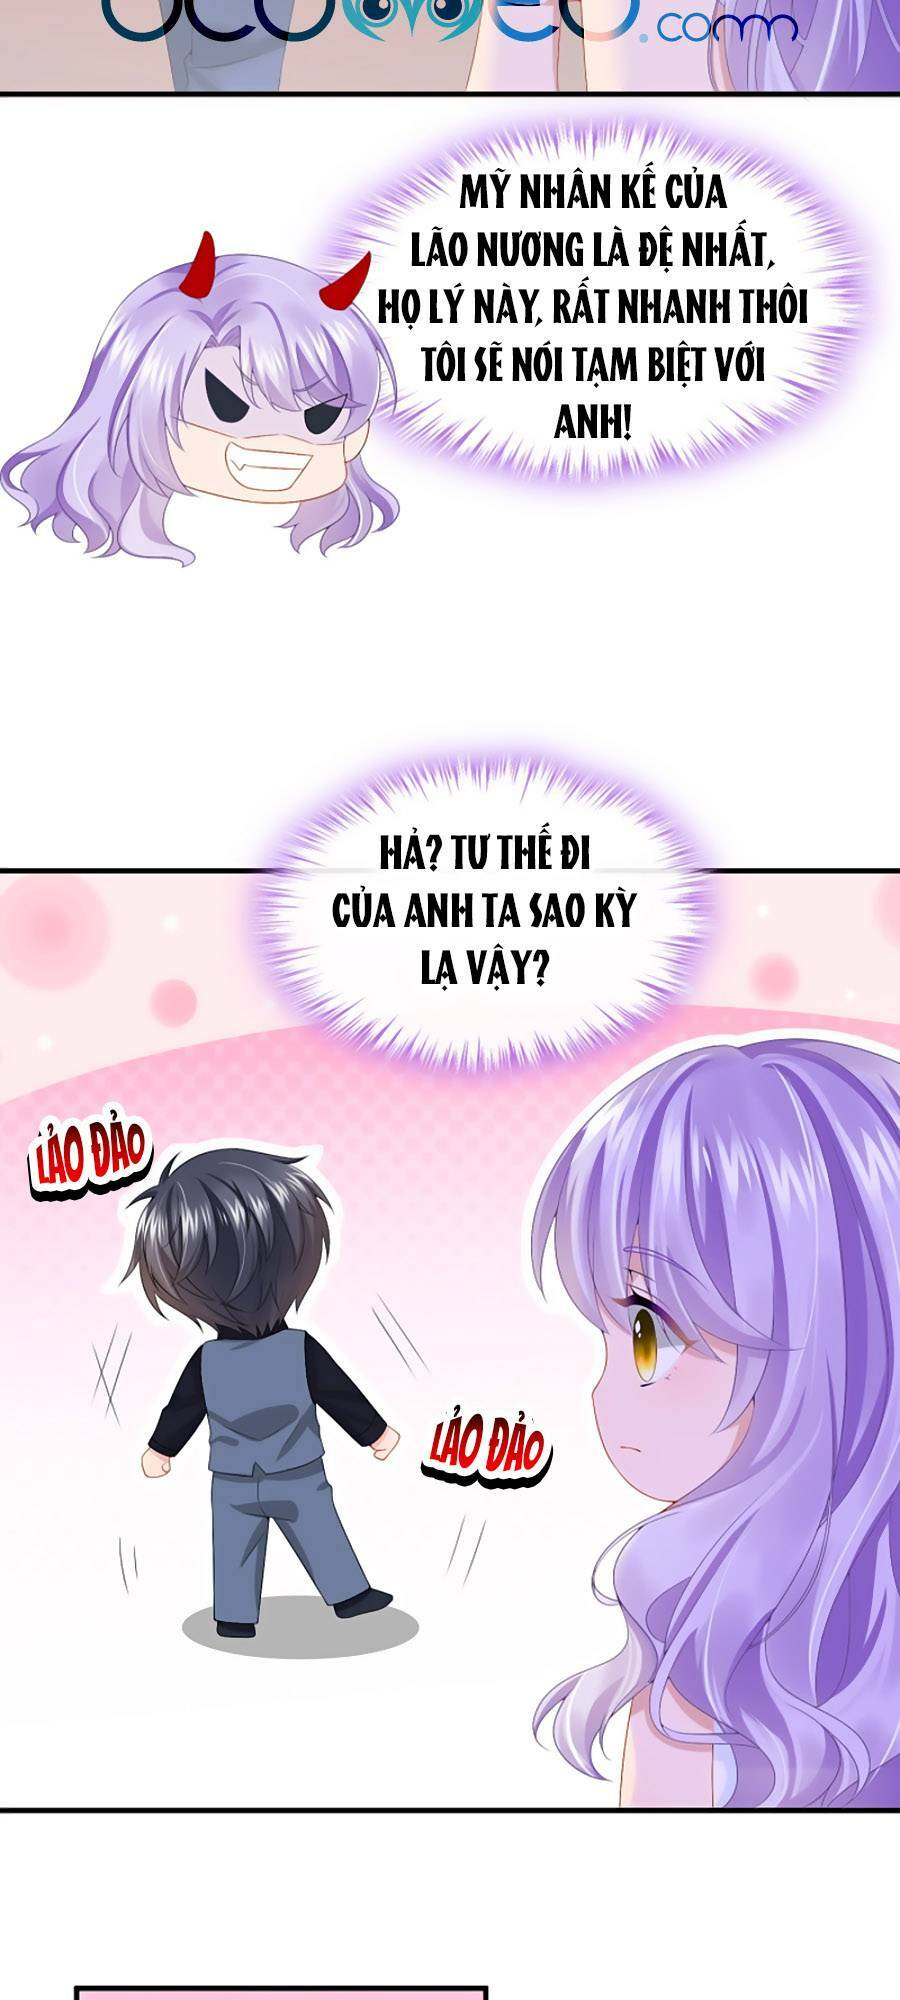 MỸ NHÂN KẾ CỦA
LÃO NƯƠNG LÀ ĐỆ NHẤT,
HỌ LÝ NÀY, RẤT NHANH THÔI
TÔI SẼ NÓI TẠM BIỆT VỚI
ANH!
HẢ? TƯ THẾ ĐI
CỦA ANH TA SAO KỲ
LẠ VẬY?
LẢO ĐẢO
LẢO ĐẢO